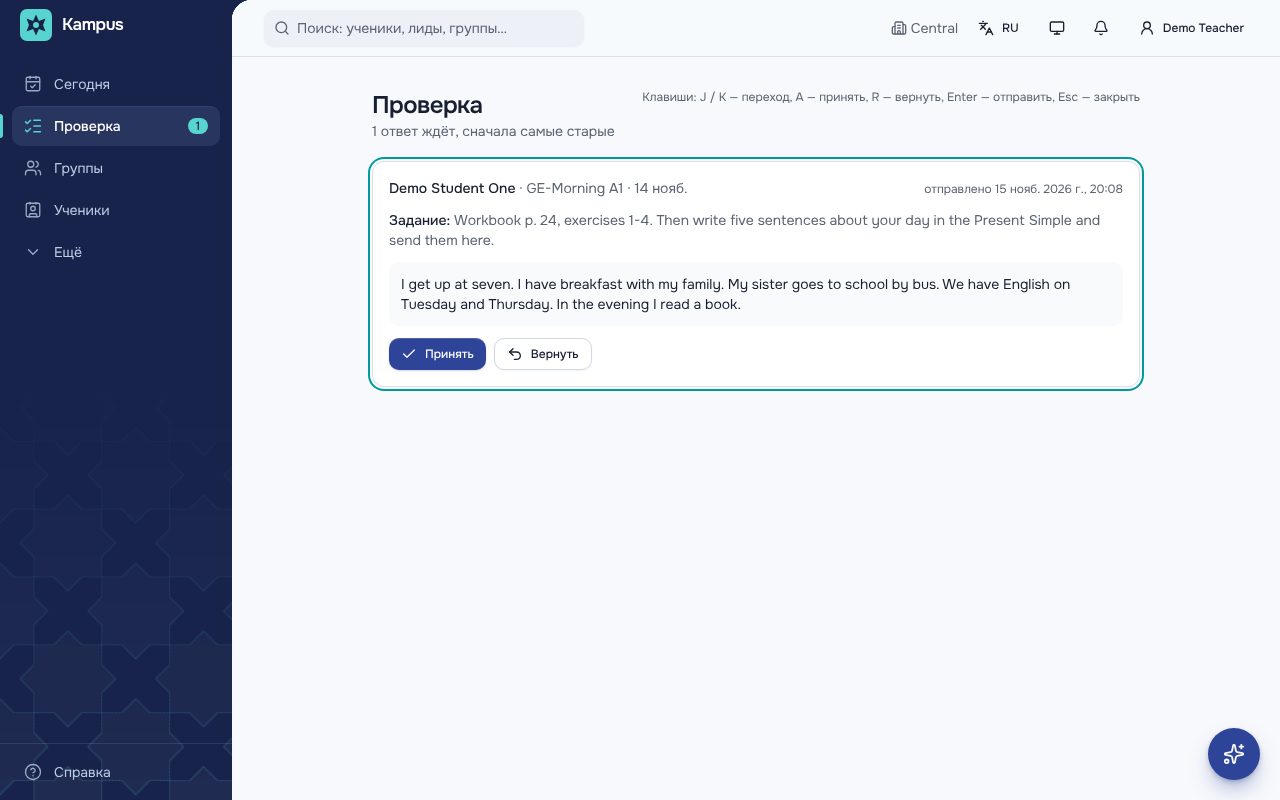 Kampus
Сегодня
Проверка 1
Группы
Ученики
Ещё
Справка
Поиск: ученики, лиды, группы...
Central
RU
Demo Teacher
Проверка
Клавиши: J / K — переход, A — принять, R — вернуть, Enter — отправить, Esc — закрыть
1 ответ ждёт, сначала самые старые
Demo Student One · GE-Morning A1 · 14 нояб.
отправлено 15 нояб. 2026 г., 20:08
Задание: Workbook p. 24, exercises 1-4. Then write five sentences about your day in the Present Simple and
send them here.
I get up at seven. I have breakfast with my family. My sister goes to school by bus. We have English on
Tuesday and Thursday. In the evening I read a book.
Принять
Вернуть